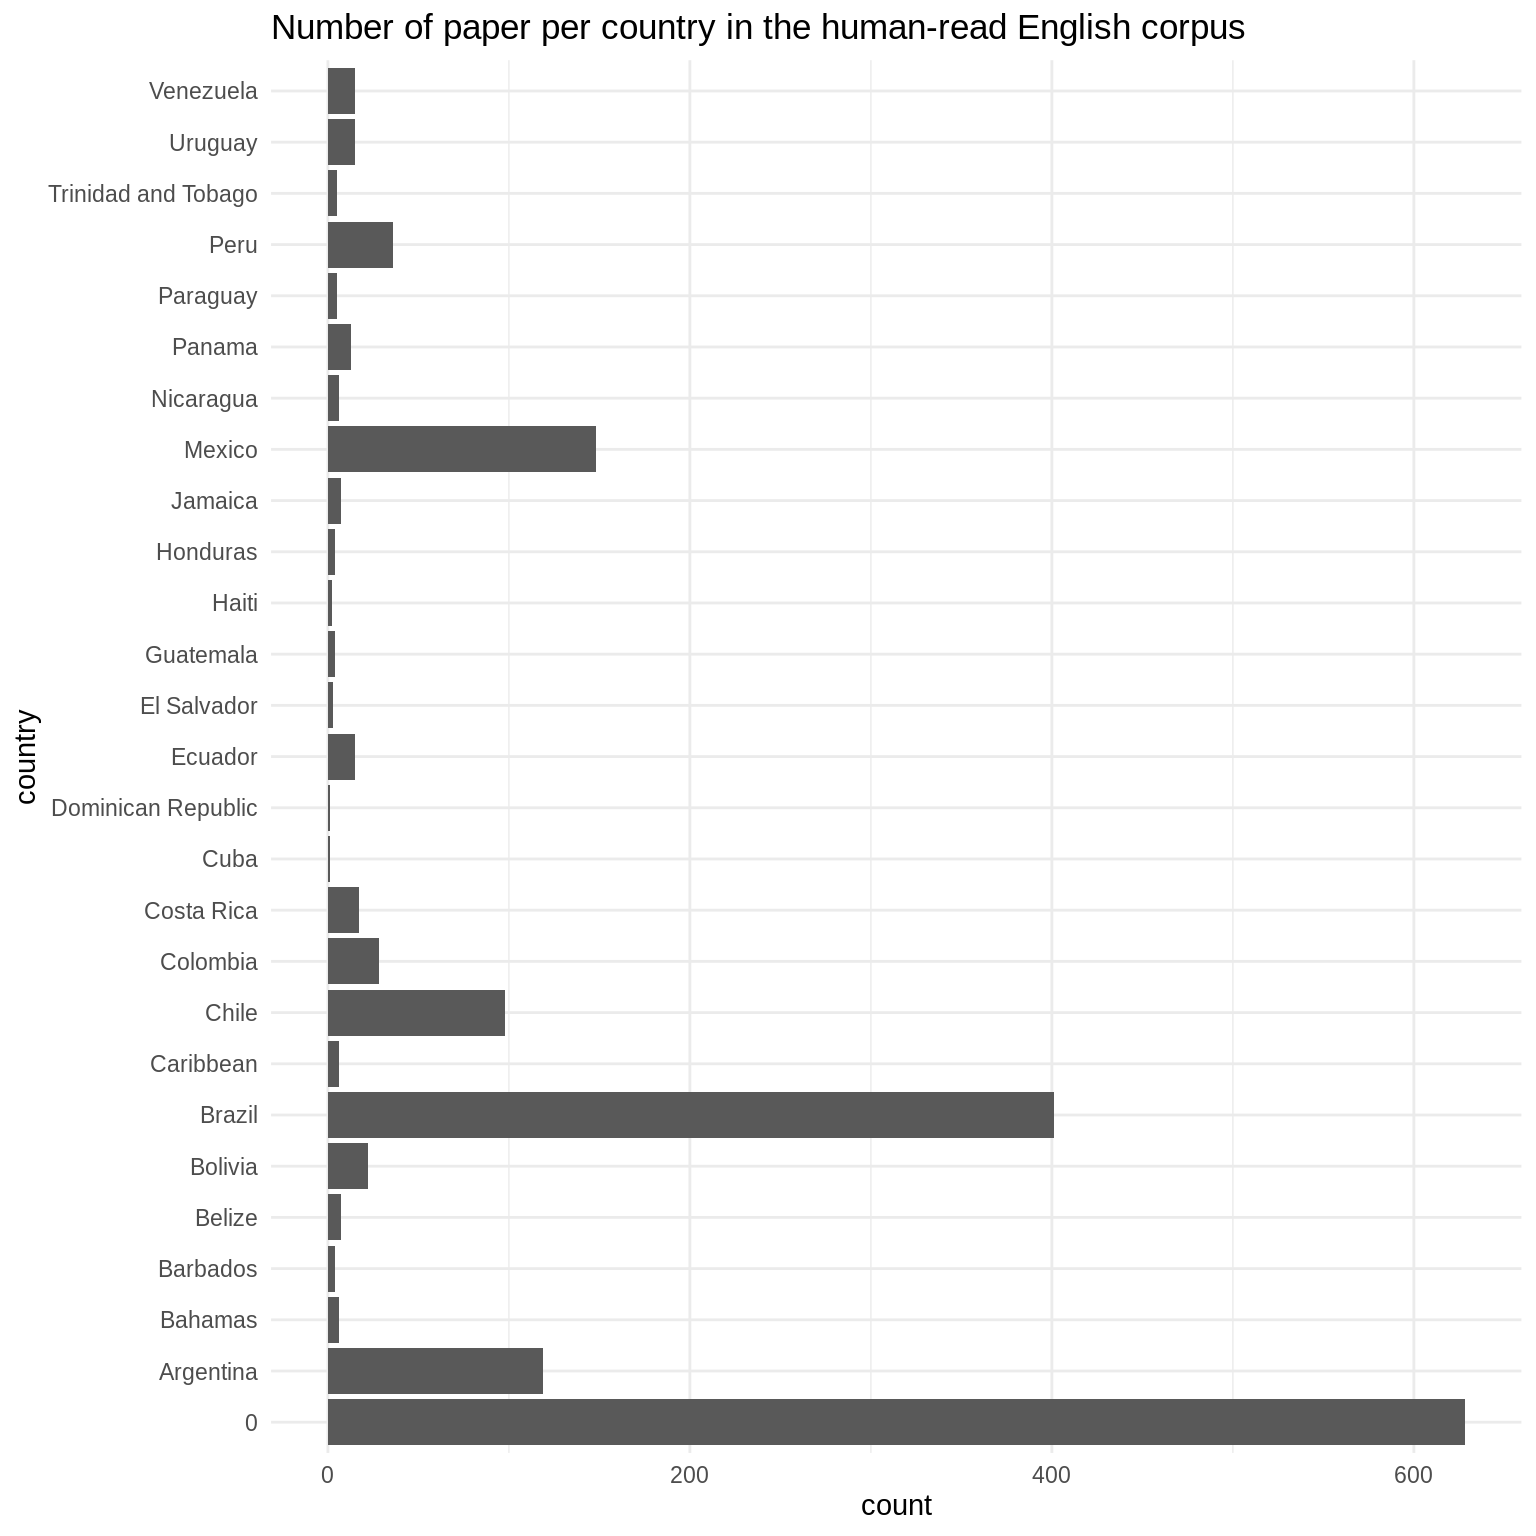 Number of paper per country in the human-read English corpus
Venezuela
Uruguay
Trinidad and Tobago
Peru
Paraguay
Panama
Nicaragua
Mexico
Jamaica
Honduras
Haiti
Guatemala
El Salvador
Ecuador
Dominican Republic
Cuba
Costa Rica
Colombia
Chile
Caribbean
Brazil
Bolivia
Belize
Barbados
Bahamas
Argentina
0
country
0 200 400 600
count